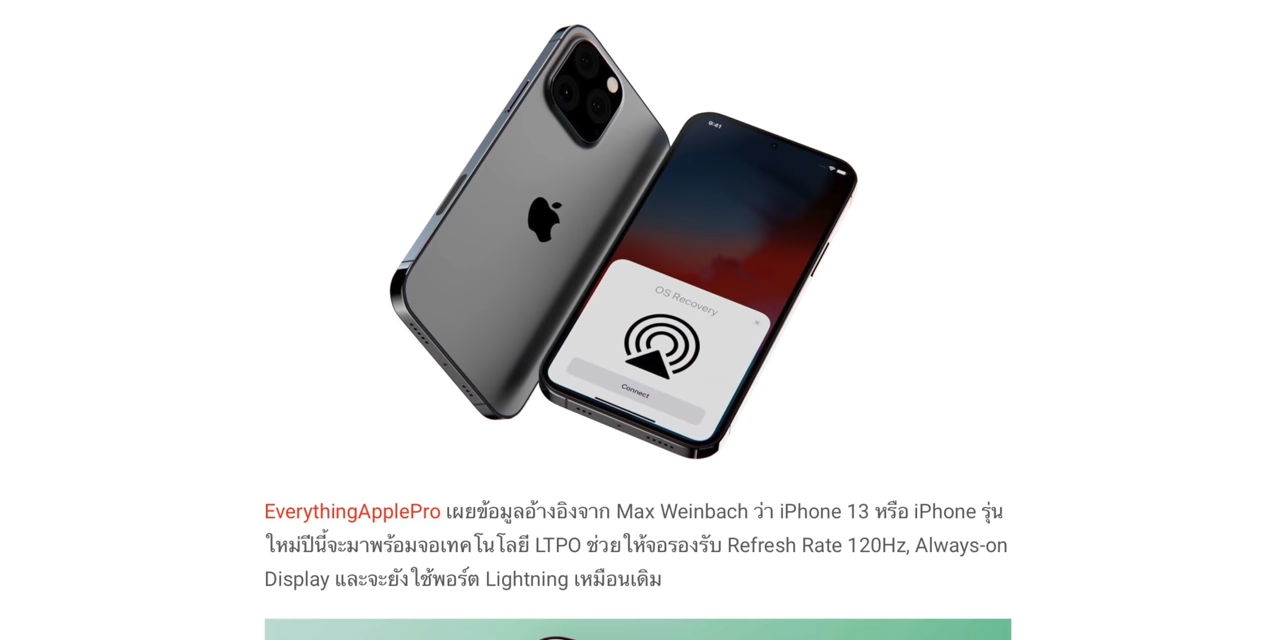 9:41
OS Recovery
Connect
EverythingApplePro เผยข้อมูลอ้างอิงจาก Max Weinbach ว่า iPhone 13 หรือ iPhone รุ่น
ใหม่ปีนี้จะมาพร้อมจอเทคโนโลยี LTPO ช่วยให้จอรองรับ Refresh Rate 120Hz, Always-on
Display และจะยังใช้พอร์ต Lightning เหมือนเดิม